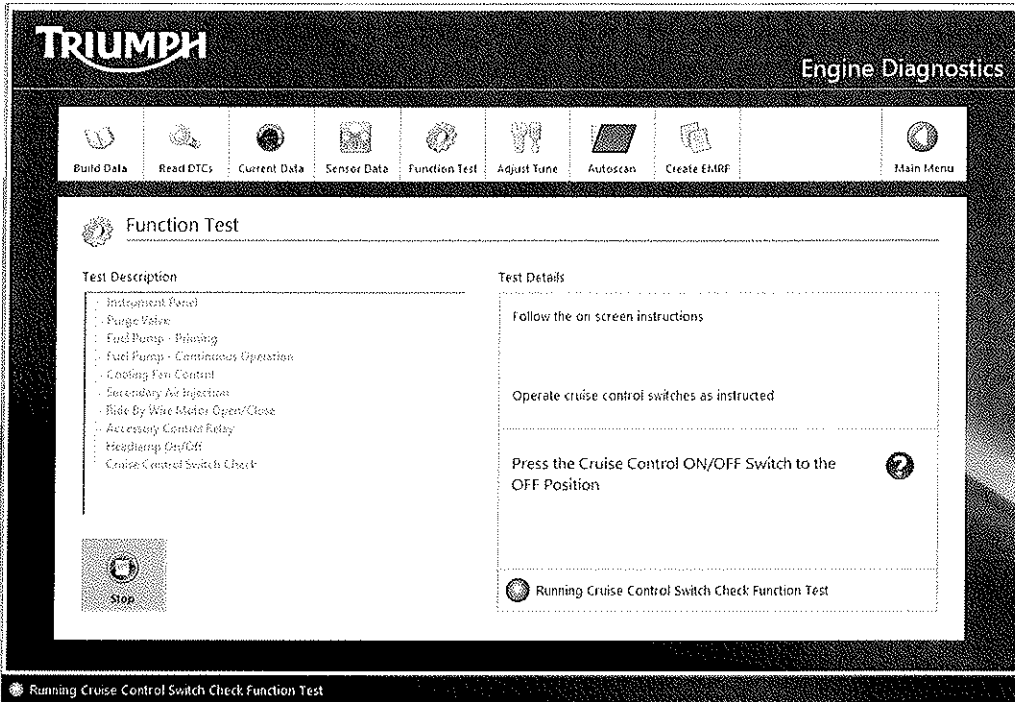 TRIUMPH
Engine Diagnostics
Build Data
Read DTCs
Current Data
Sensor Data
Function Test
Adjust Tune
Autoscan
Create EMRF
Main Menu
Function Test
Test Description
Test Details
Instrument Panel
Purge Valve
Fuel Pump - Priming
Fuel Pump - Continuous Operation
Cooling Fan Control
Secondary Air Injection
Ride By Wire Motor Open/Close
Accessory Control Relay
Headlamp On/Off
Cruise Control Switch Check
Follow the on screen instructions
Operate cruise control switches as instructed
Press the Cruise Control ON/OFF Switch to the
OFF Position
?
Stop
Running Cruise Control Switch Check Function Test
Running Cruise Control Switch Check Function Test